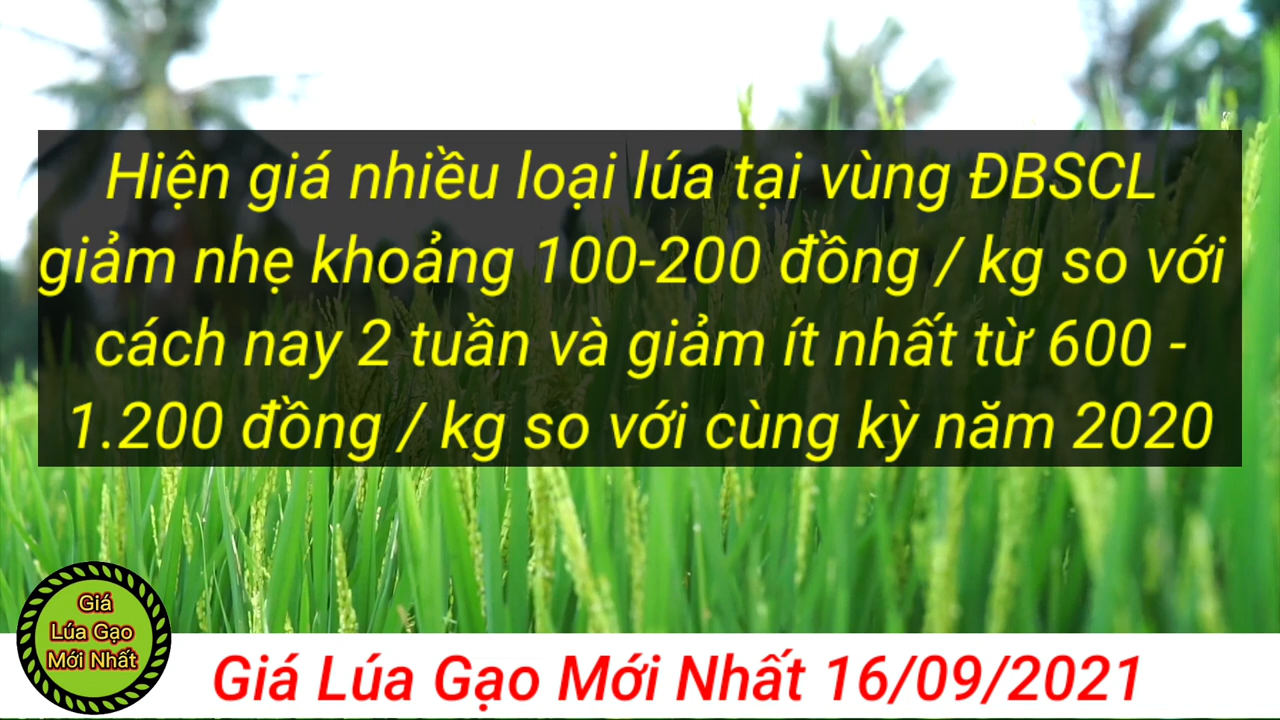 Hiện giá nhiều loại lúa tại vùng ĐBSCL
giảm nhẹ khoảng 100-200 đồng / kg so với
cách nay 2 tuần và giảm ít nhất từ 600 -
1.200 đồng / kg so với cùng kỳ năm 2020
Giá
Lúa Gạo
Mới Nhất
Giá Lúa Gạo Mới Nhất 16/09/2021